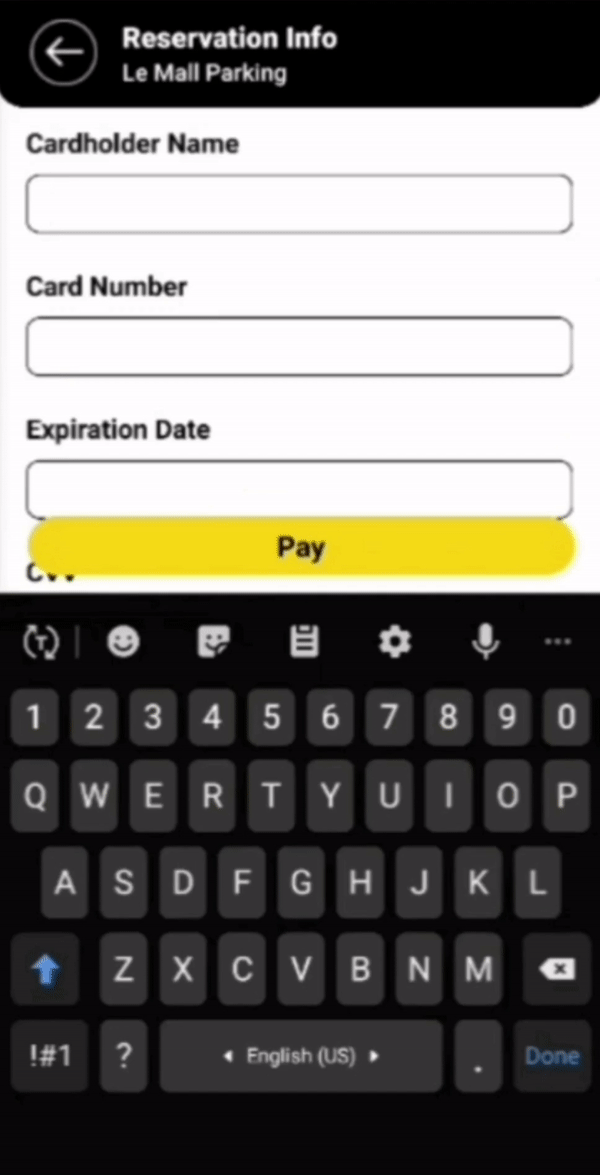 Reservation Info
Le Mall Parking
Cardholder Name
Card Number
Expiration Date
Pay
CVV
1 2 3 4 5 6 7 8 9 0
Q W E R T Y U I O P
A S D F G H J K L
Z X C V B N M
!#1 ? English (US) . Done